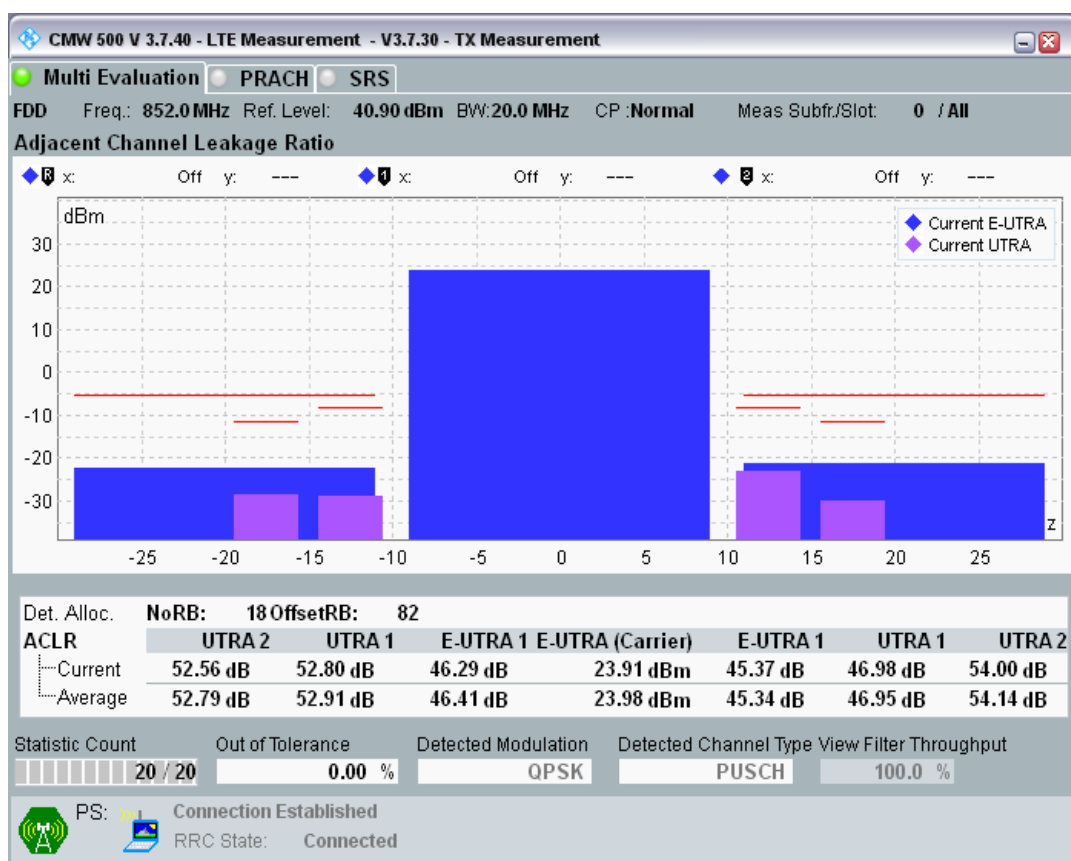 CMW 500 V 3.7.40 - LTE Measurement - V3.7.30 - TX Measurement
Multi Evaluation PRACH SRS
FDD Freq.: 852.0 MHz Ref. Level: 40.90 dBm BW: 20.0 MHz CP : Normal Meas Subfr./Slot: 0 / All
Adjacent Channel Leakage Ratio
R x: Off y: --- 1 x: Off y: --- 2 x: Off y: ---
dBm
Current E-UTRA
Current UTRA
30
20
10
0
-10
-20
-30
z
-25 -20 -15 -10 -5 0 5 10 15 20 25
Det. Alloc. NoRB: 18 OffsetRB: 82
ACLR UTRA 2 UTRA 1 E-UTRA 1 E-UTRA (Carrier) E-UTRA 1 UTRA 1 UTRA 2
Current 52.56 dB 52.80 dB 46.29 dB 23.91 dBm 45.37 dB 46.98 dB 54.00 dB
Average 52.79 dB 52.91 dB 46.41 dB 23.98 dBm 45.34 dB 46.95 dB 54.14 dB
Statistic Count Out of Tolerance Detected Modulation Detected Channel Type View Filter Throughput
20 / 20 0.00 % QPSK PUSCH 100.0 %
PS: Connection Established
RRC State: Connected